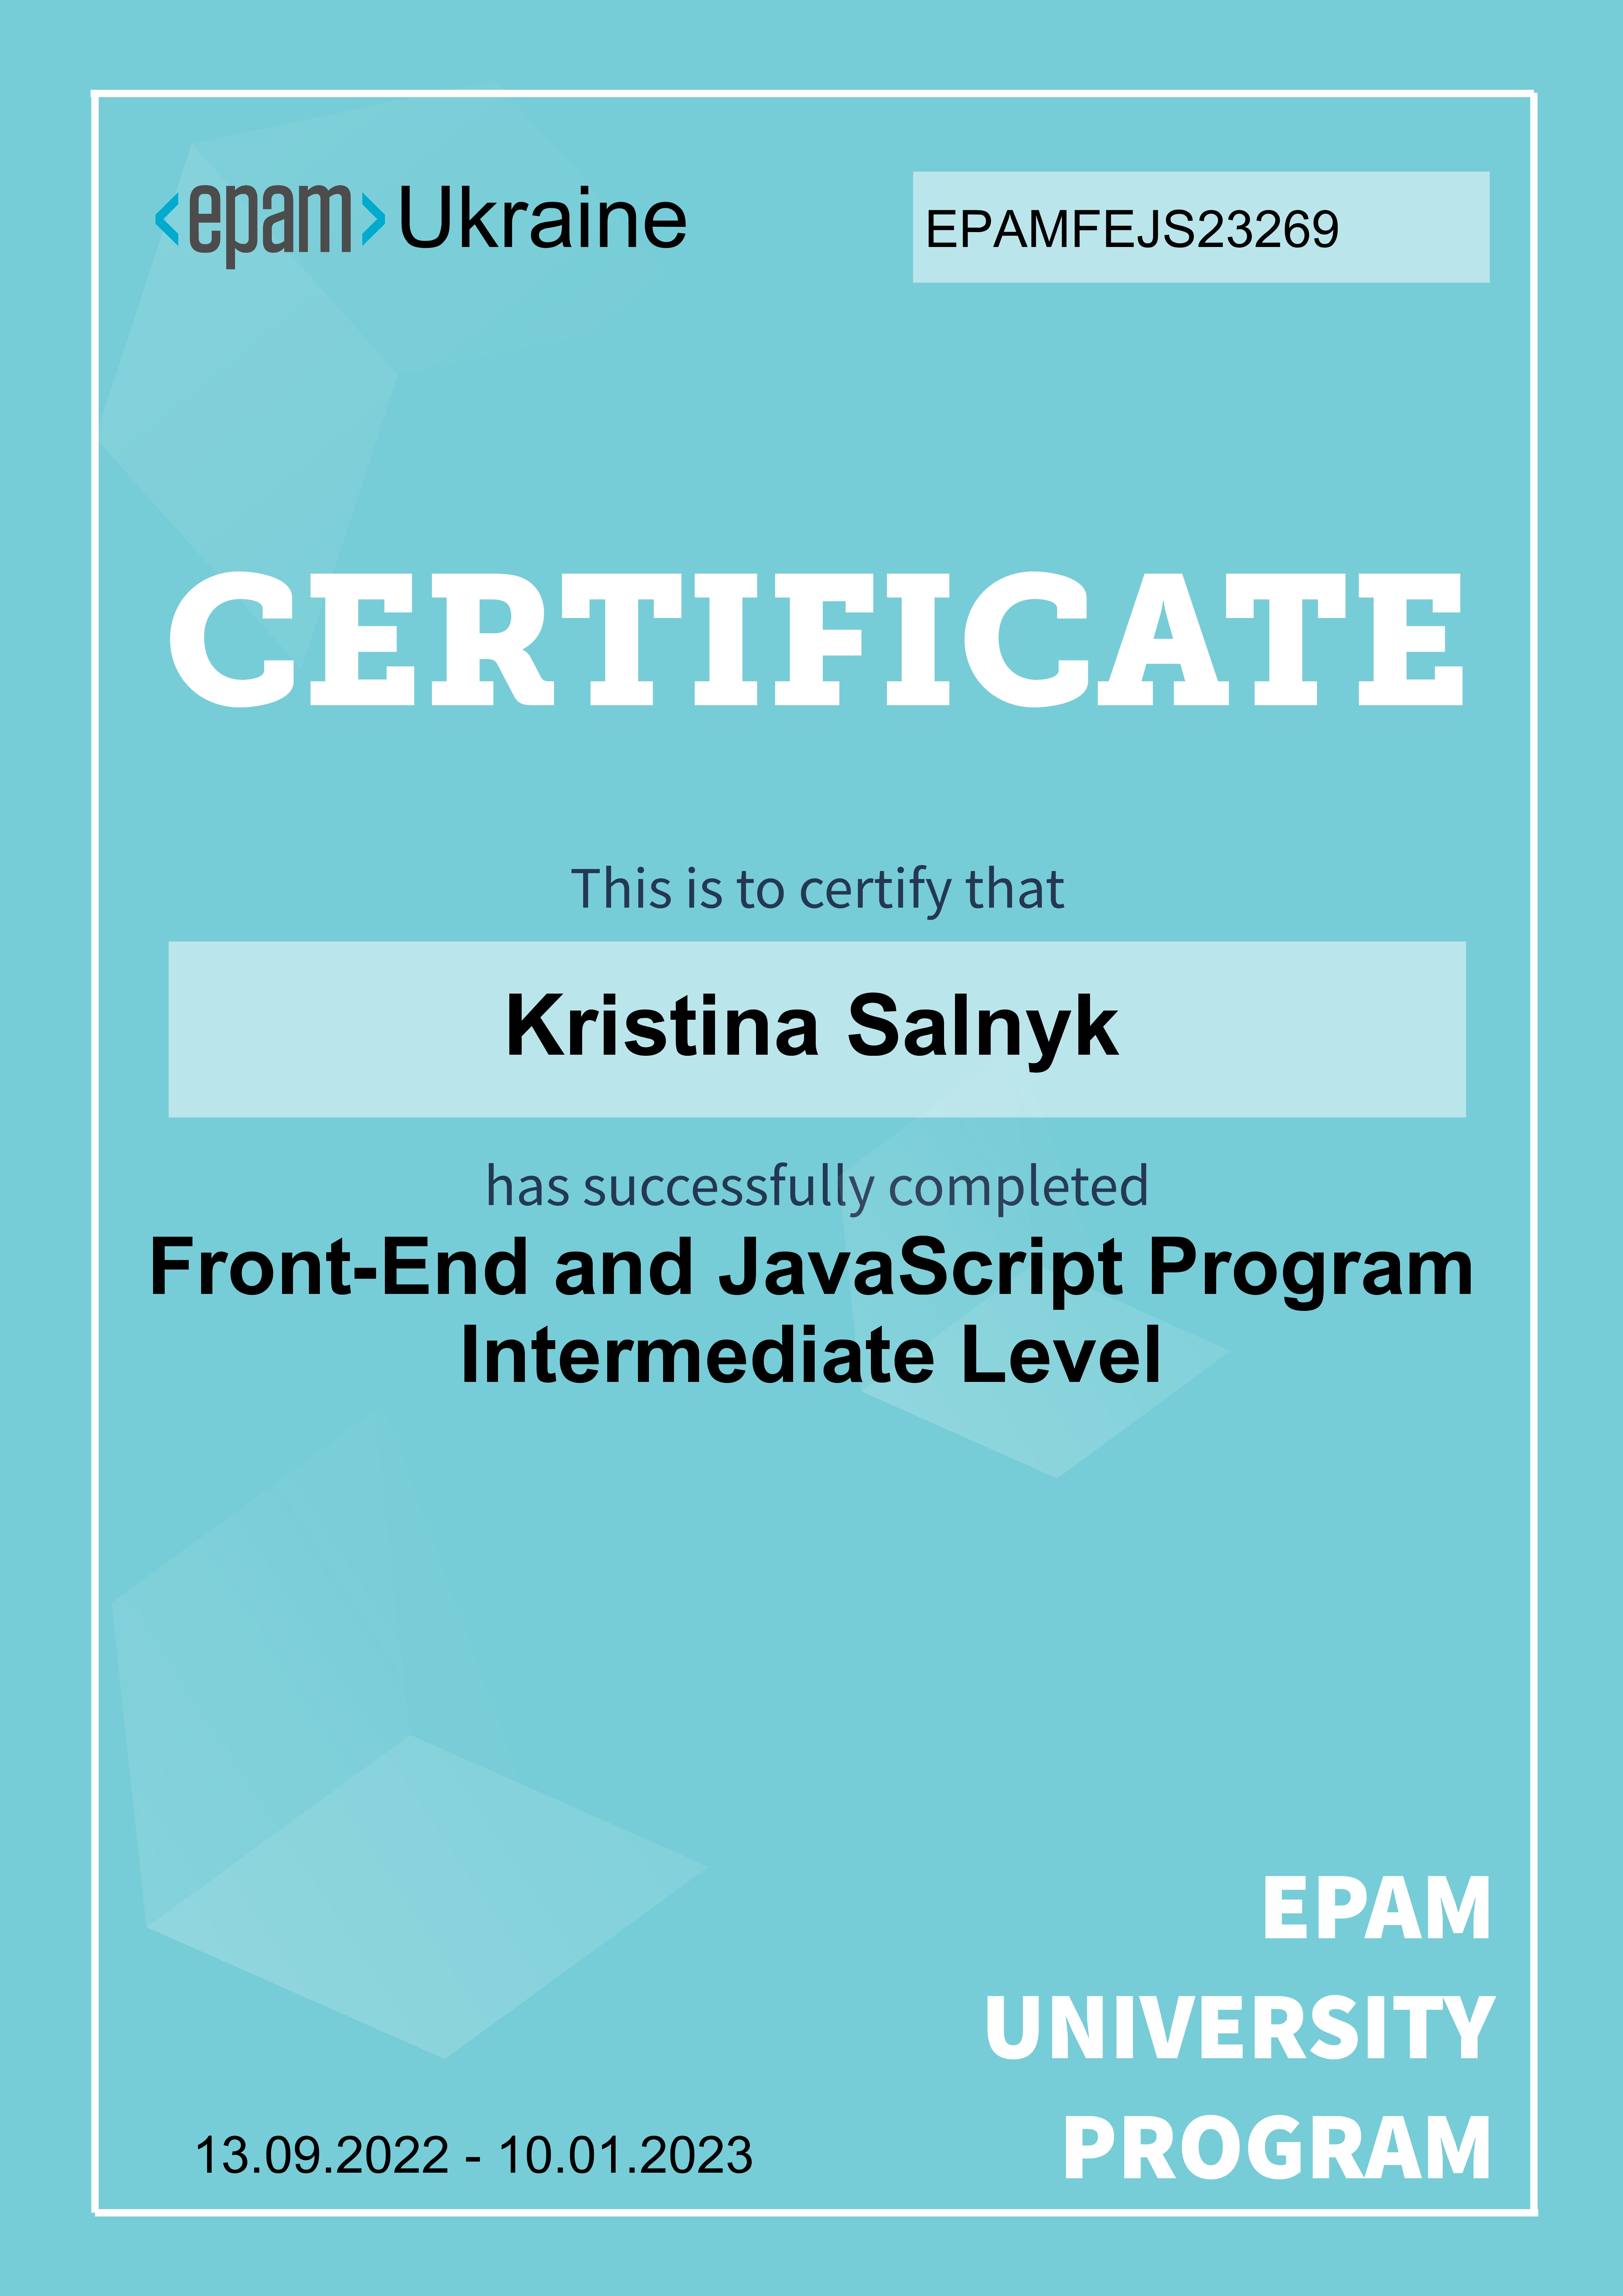 <epam> Ukraine
EPAMFEJS23269
CERTIFICATE
This is to certify that
Kristina Salnyk
has successfully completed
Front-End and JavaScript Program
Intermediate Level
EPAM
UNIVERSITY
PROGRAM
13.09.2022 - 10.01.2023